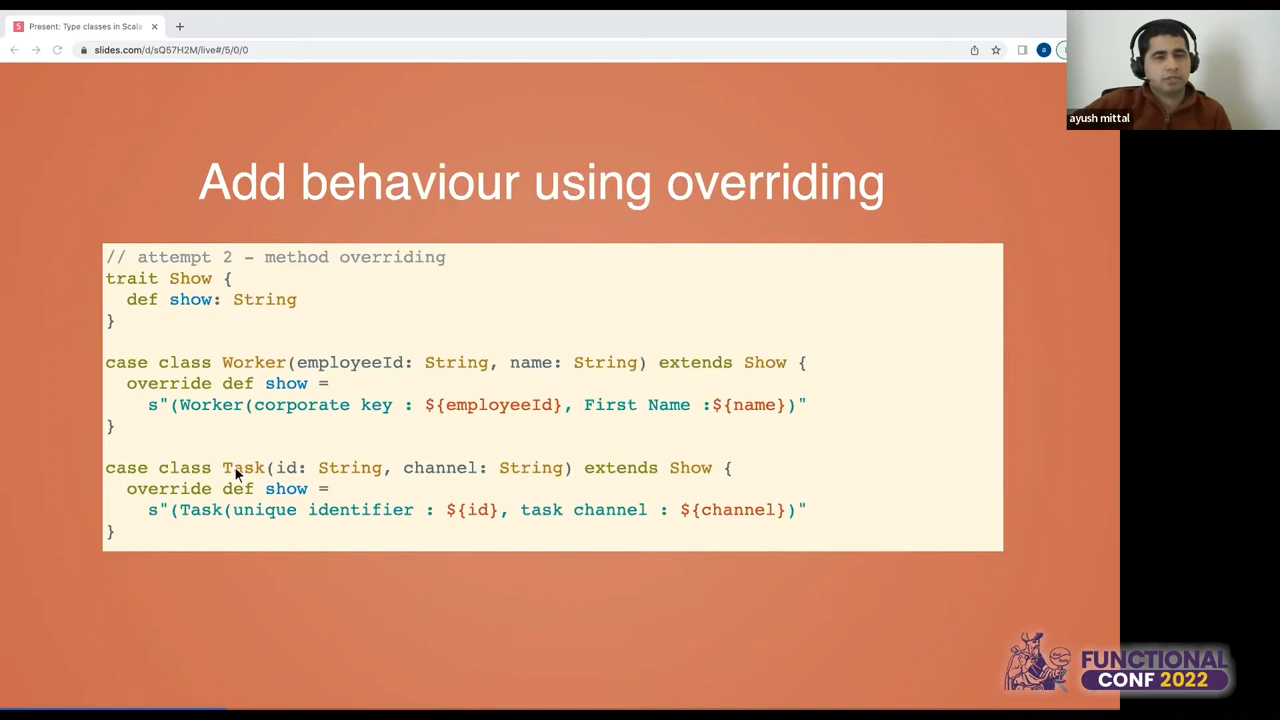 Present: Type classes in Scala
slides.com/d/sQ57H2M/live#/5/0/0
a
ayush mittal
Add behaviour using overriding
// attempt 2 - method overriding
trait Show {
  def show: String
}
case class Worker(employeeId: String, name: String) extends Show {
  override def show =
    s"(Worker(corporate key : ${employeeId}, First Name :${name})"
}
case class Task(id: String, channel: String) extends Show {
  override def show =
    s"(Task(unique identifier : ${id}, task channel : ${channel})"
}
FUNCTIONAL
CONF 2022